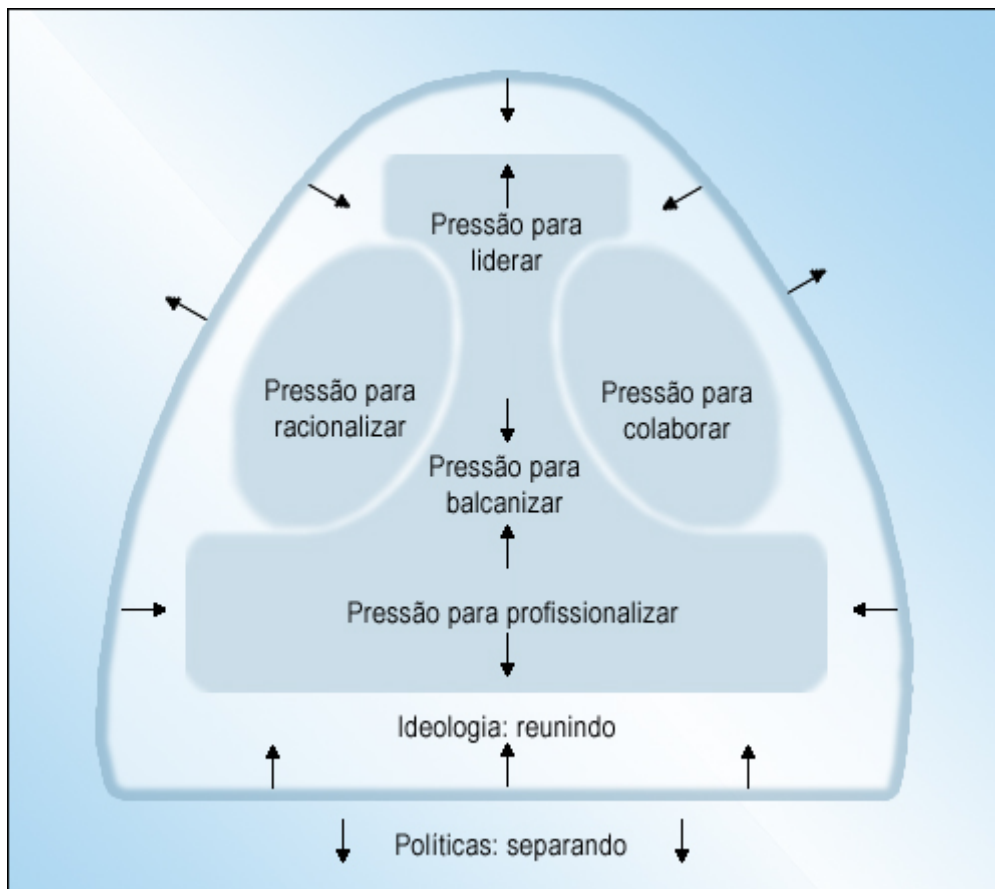 Pressão para
liderar
Pressão para
racionalizar
Pressão para
colaborar
Pressão para
balcanizar
Pressão para profissionalizar
Ideologia: reunindo
Políticas: separando